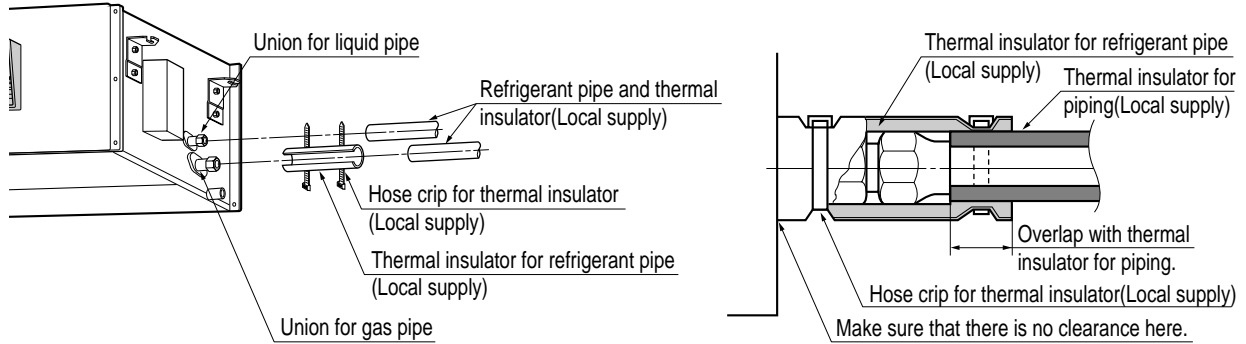 Union for liquid pipe
Refrigerant pipe and thermal
insulator(Local supply)
Hose crip for thermal insulator
(Local supply)
Thermal insulator for refrigerant pipe
(Local supply)
Union for gas pipe
Thermal insulator for refrigerant pipe
(Local supply)
Thermal insulator for
piping(Local supply)
Overlap with thermal
insulator for piping.
Hose crip for thermal insulator(Local supply)
Make sure that there is no clearance here.